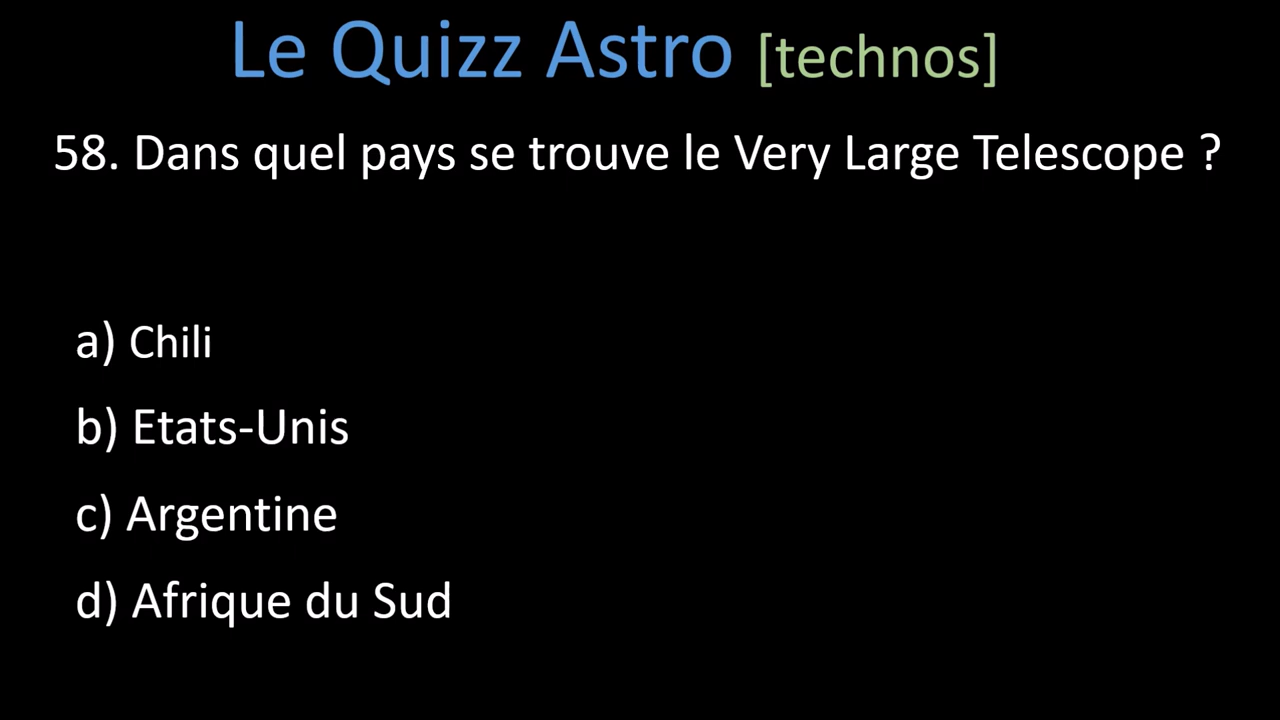 Le Quizz Astro [technos]
58. Dans quel pays se trouve le Very Large Telescope ?
a) Chili
b) Etats-Unis
c) Argentine
d) Afrique du Sud